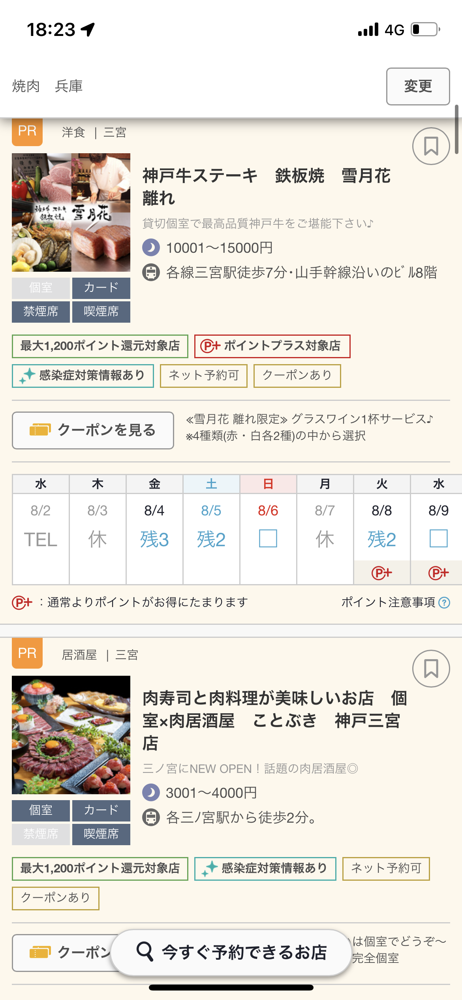 18:23
4G
焼肉　兵庫
変更
PR
洋食 | 三宮
神戸牛ステーキ　鉄板焼　雪月花
離れ
神戸牛 ステーキ
鉄板焼
雪月花
貸切個室で最高品質神戸牛をご堪能下さい♪
10001～15000円
各線三宮駅徒歩7分･山手幹線沿いのﾋﾞﾙ8階
個室
カード
禁煙席
喫煙席
最大1,200ポイント還元対象店
P+ ポイントプラス対象店
感染症対策情報あり
ネット予約可
クーポンあり
クーポンを見る
≪雪月花 離れ限定≫ グラスワイン1杯サービス♪
※4種類(赤・白各2種)の中から選択
水 木 金 土 日 月 火 水
8/2 8/3 8/4 8/5 8/6 8/7 8/8 8/9
TEL 休 残3 残2 □ 休 残2 □
P+ P+
P+ ：通常よりポイントがお得にたまります
ポイント注意事項 ?
PR
居酒屋 | 三宮
肉寿司と肉料理が美味しいお店　個
室×肉居酒屋　ことぶき　神戸三宮
店
三ノ宮にNEW OPEN！話題の肉居酒屋◎
3001～4000円
各三ﾉ宮駅から徒歩2分。
個室
カード
禁煙席
喫煙席
最大1,200ポイント還元対象店
感染症対策情報あり
ネット予約可
クーポンあり
クーポン
今すぐ予約できるお店
は個室でどうぞ～
完全個室